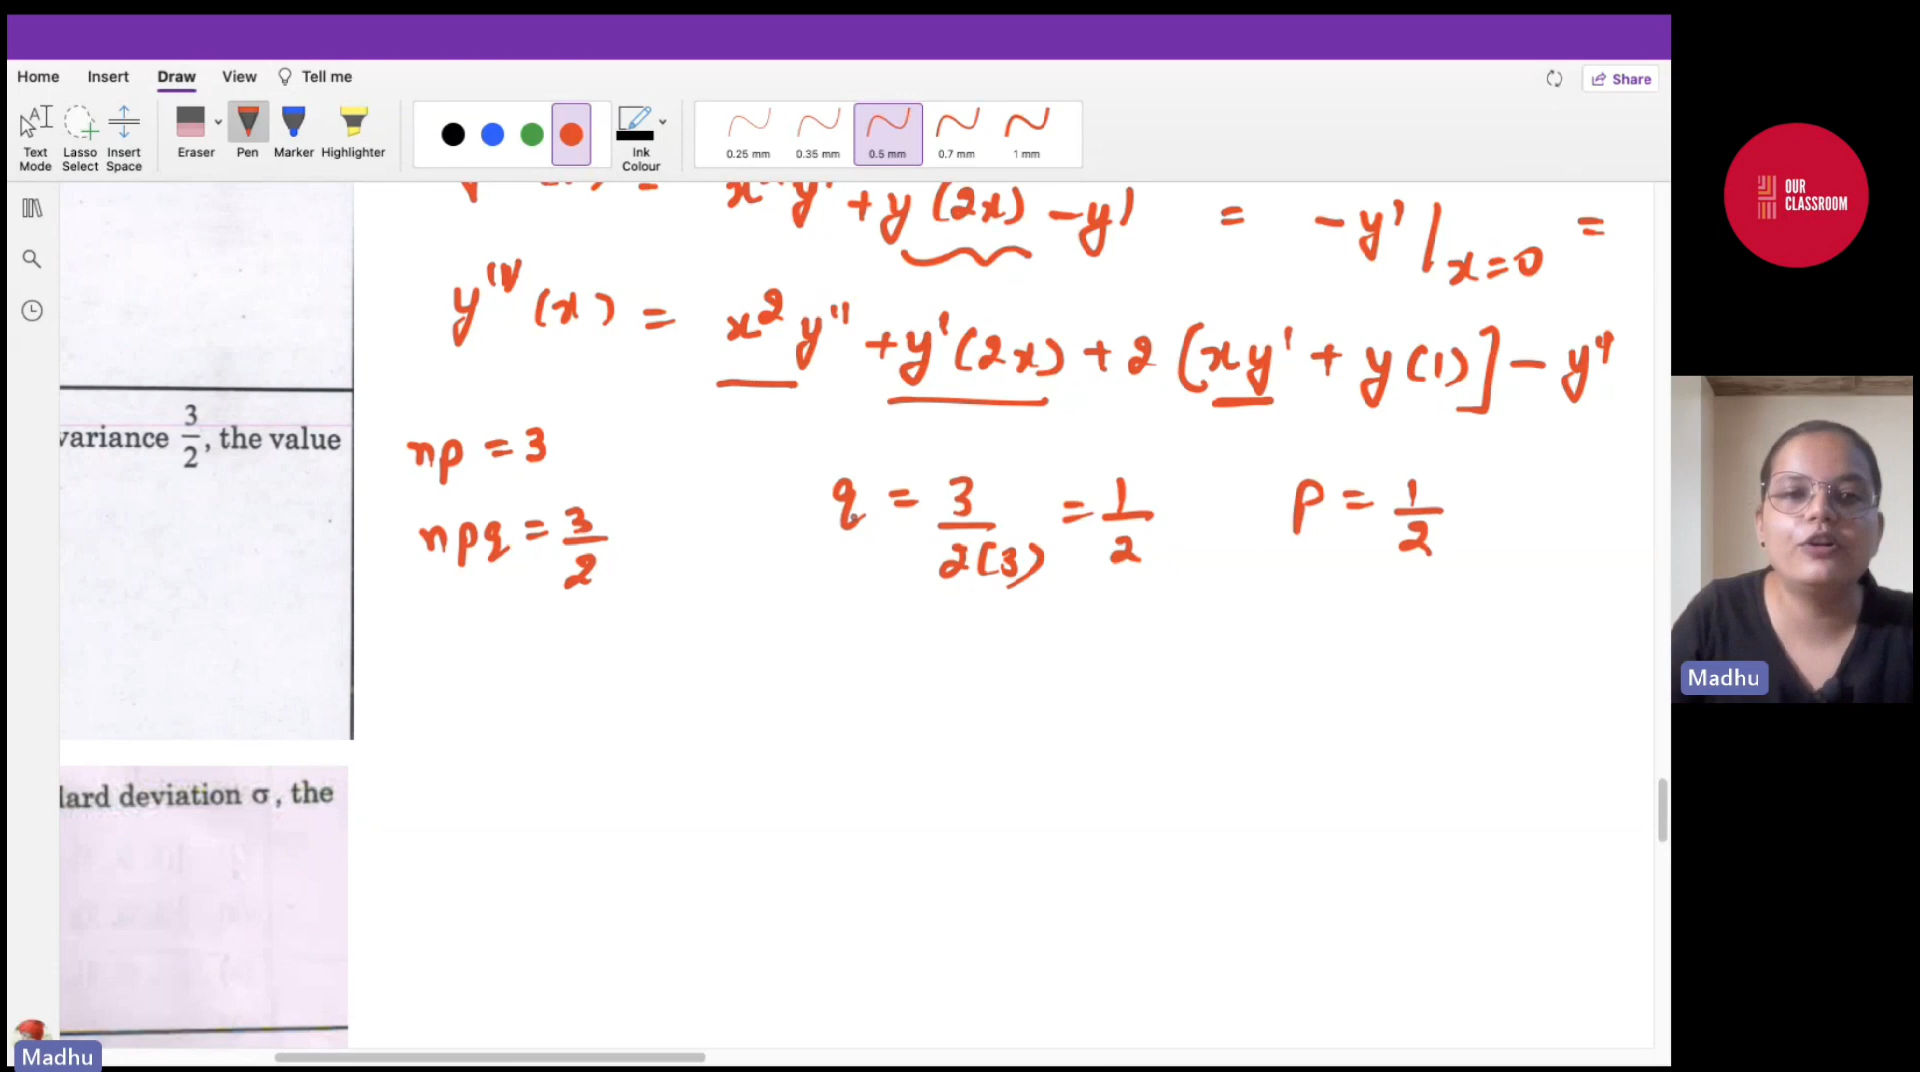 Home Insert Draw View Tell me
Share
Text Mode
Lasso Select
Insert Space
Eraser
Pen
Marker
Highlighter
Ink Colour
0.25 mm
0.35 mm
0.5 mm
0.7 mm
1 mm
OUR CLASSROOM
+ y (2x) - y' = - y' |x=0 =
y''' (x) = x² y'' + y' (2x) + 2 [x y' + y (1)] - y''
variance 3/2, the value
np = 3
npq = 3/2
q = 3/2(3) = 1/2
p = 1/2
Madhu
lard deviation σ, the
Madhu